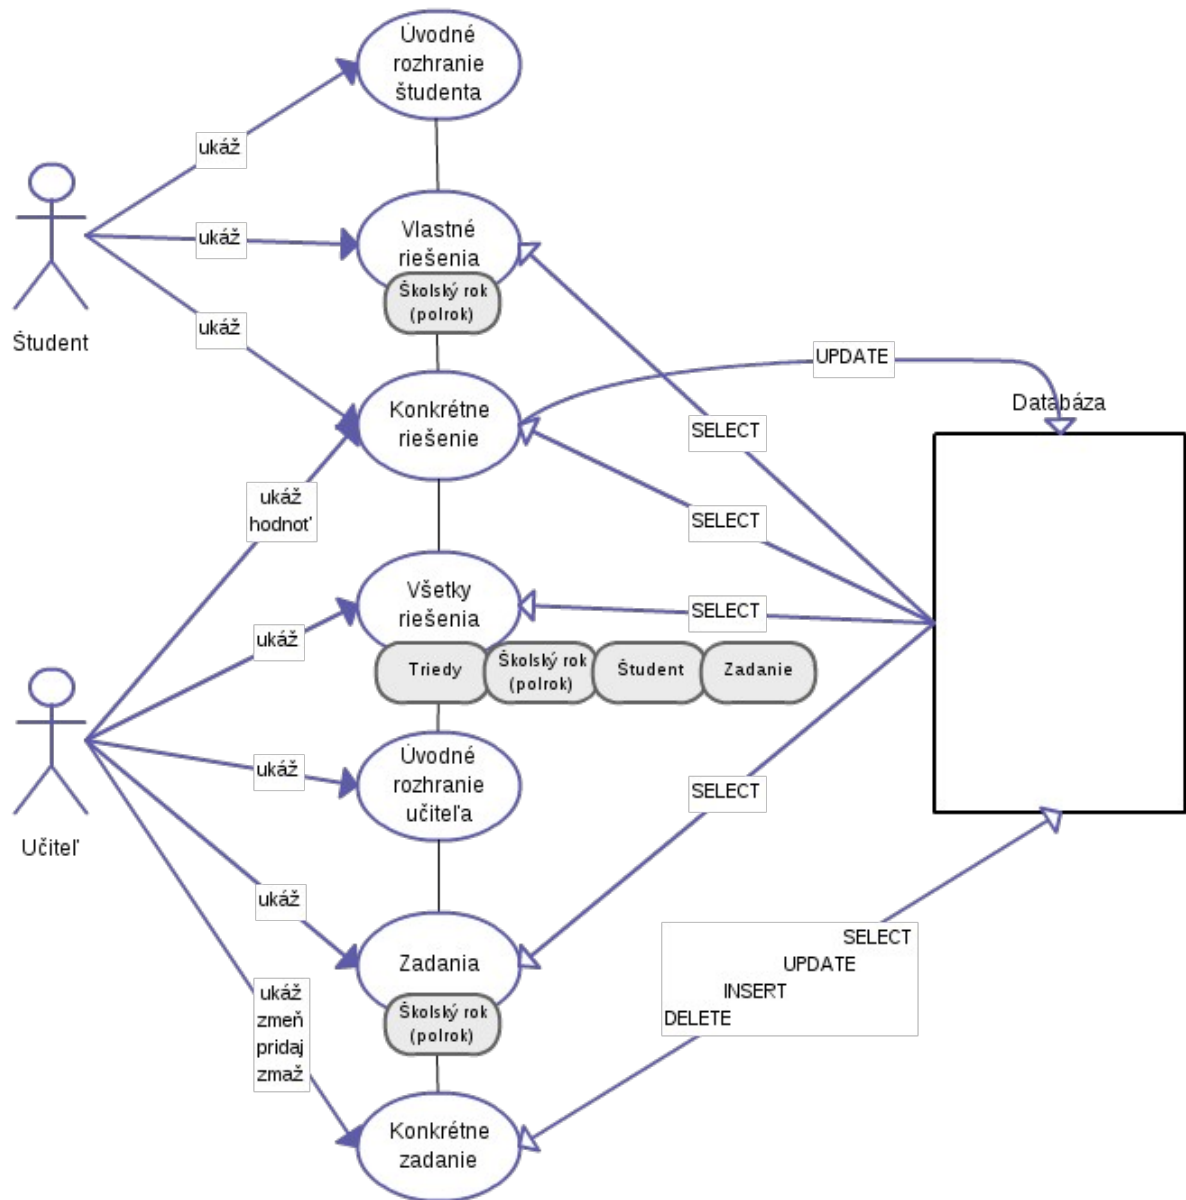 Úvodné
rozhranie
študenta
ukáž
ukáž
Vlastné
riešenia
Školský rok
(polrok)
ukáž
Študent
UPDATE
Databáza
Konkrétne
riešenie
SELECT
ukáž
hodnoť
SELECT
Všetky
riešenia
SELECT
ukáž
Triedy
Školský rok
(polrok)
Študent
Zadanie
Úvodné
rozhranie
učiteľa
ukáž
SELECT
Učiteľ
ukáž
Zadania
Školský rok
(polrok)
SELECT
UPDATE
INSERT
DELETE
ukáž
zmeň
pridaj
zmaž
Konkrétne
zadanie